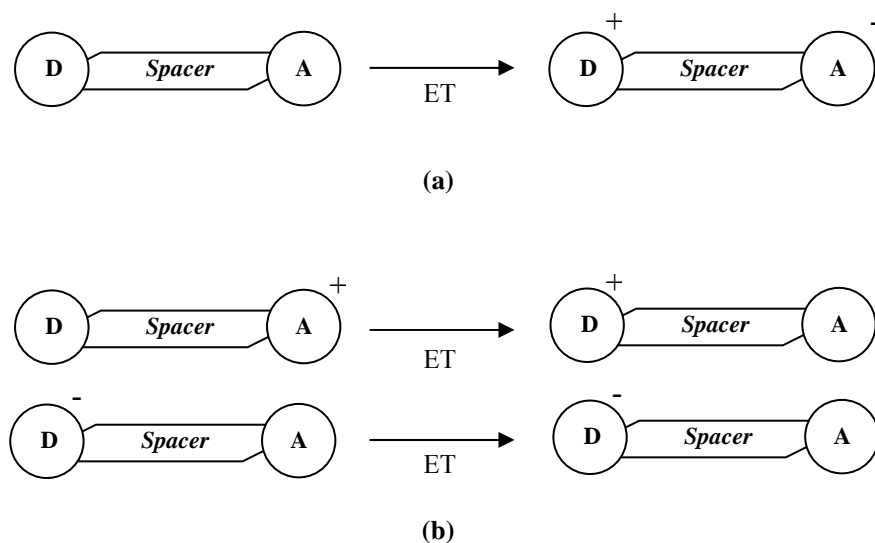 + -
D Spacer A ET D Spacer A
(a)
+ +
D Spacer A ET D Spacer A
- -
D Spacer A ET D Spacer A
(b)